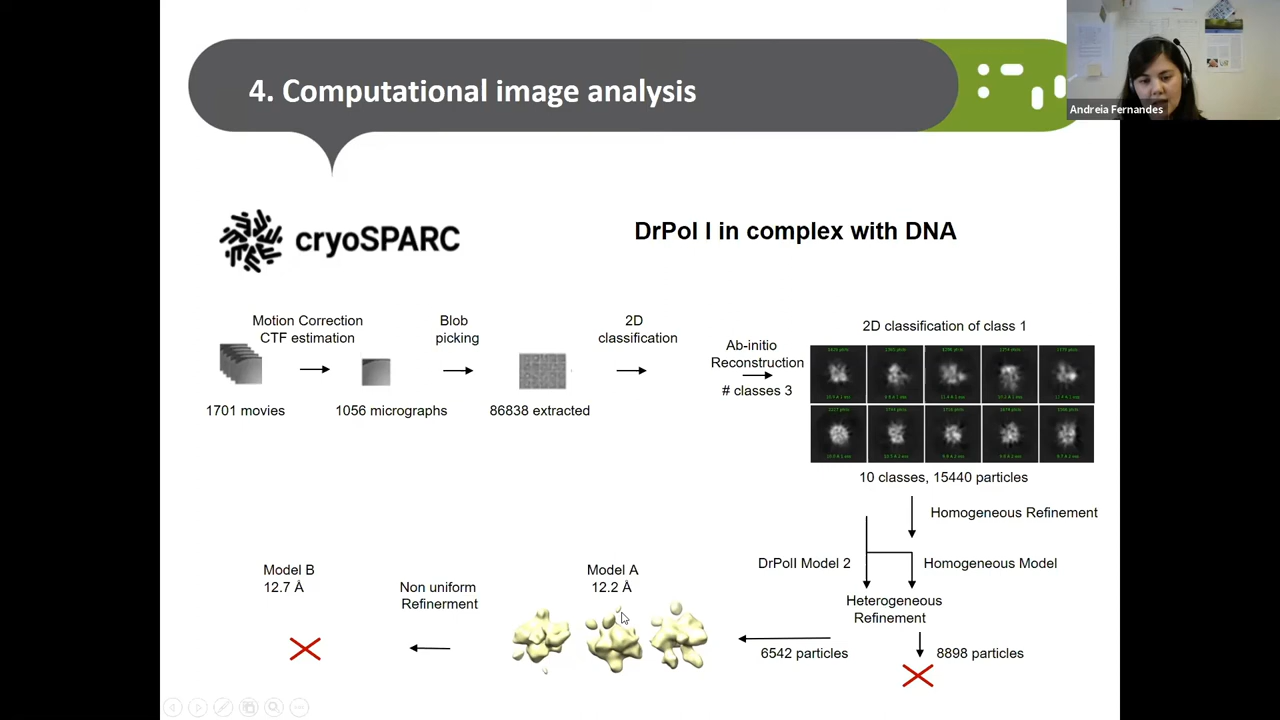 4. Computational image analysis
Andreia Fernandes
cryoSPARC
DrPol I in complex with DNA
Motion Correction
CTF estimation
Blob
picking
2D
classification
Ab-initio
Reconstruction
# classes 3
2D classification of class 1
1701 movies
1056 micrographs
86838 extracted
10 classes, 15440 particles
Homogeneous Refinement
DrPolI Model 2
Homogeneous Model
Heterogeneous
Refinement
Model B
12.7 Å
Non uniform
Refinerment
Model A
12.2 Å
6542 particles
8898 particles